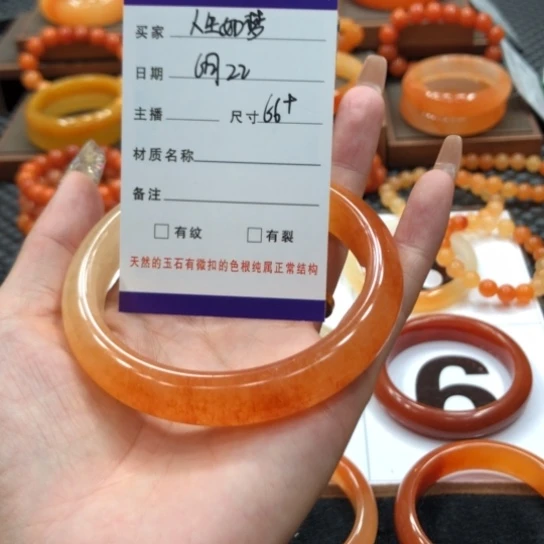 买家 人生如梦
日期 6月22
主播 尺寸 66+
材质名称
备注
□有纹 □有裂
天然的玉石有微扣的色根纯属正常结构
6